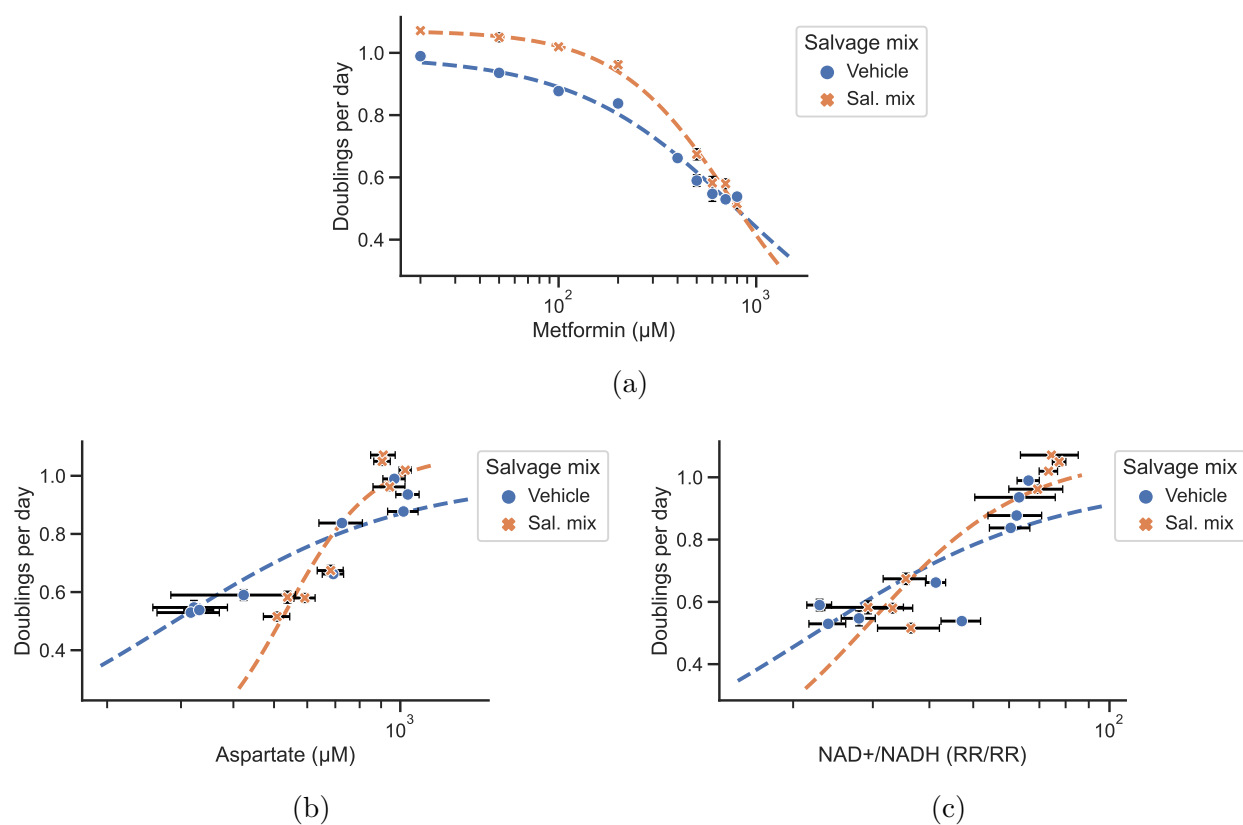 Doublings per day
1.0
0.8
0.6
0.4
10²
10³
Metformin (μM)
Salvage mix
Vehicle
Sal. mix
(a)
Doublings per day
1.0
0.8
0.6
0.4
10³
Aspartate (μM)
Salvage mix
Vehicle
Sal. mix
(b)
Doublings per day
1.0
0.8
0.6
0.4
10²
NAD+/NADH (RR/RR)
Salvage mix
Vehicle
Sal. mix
(c)